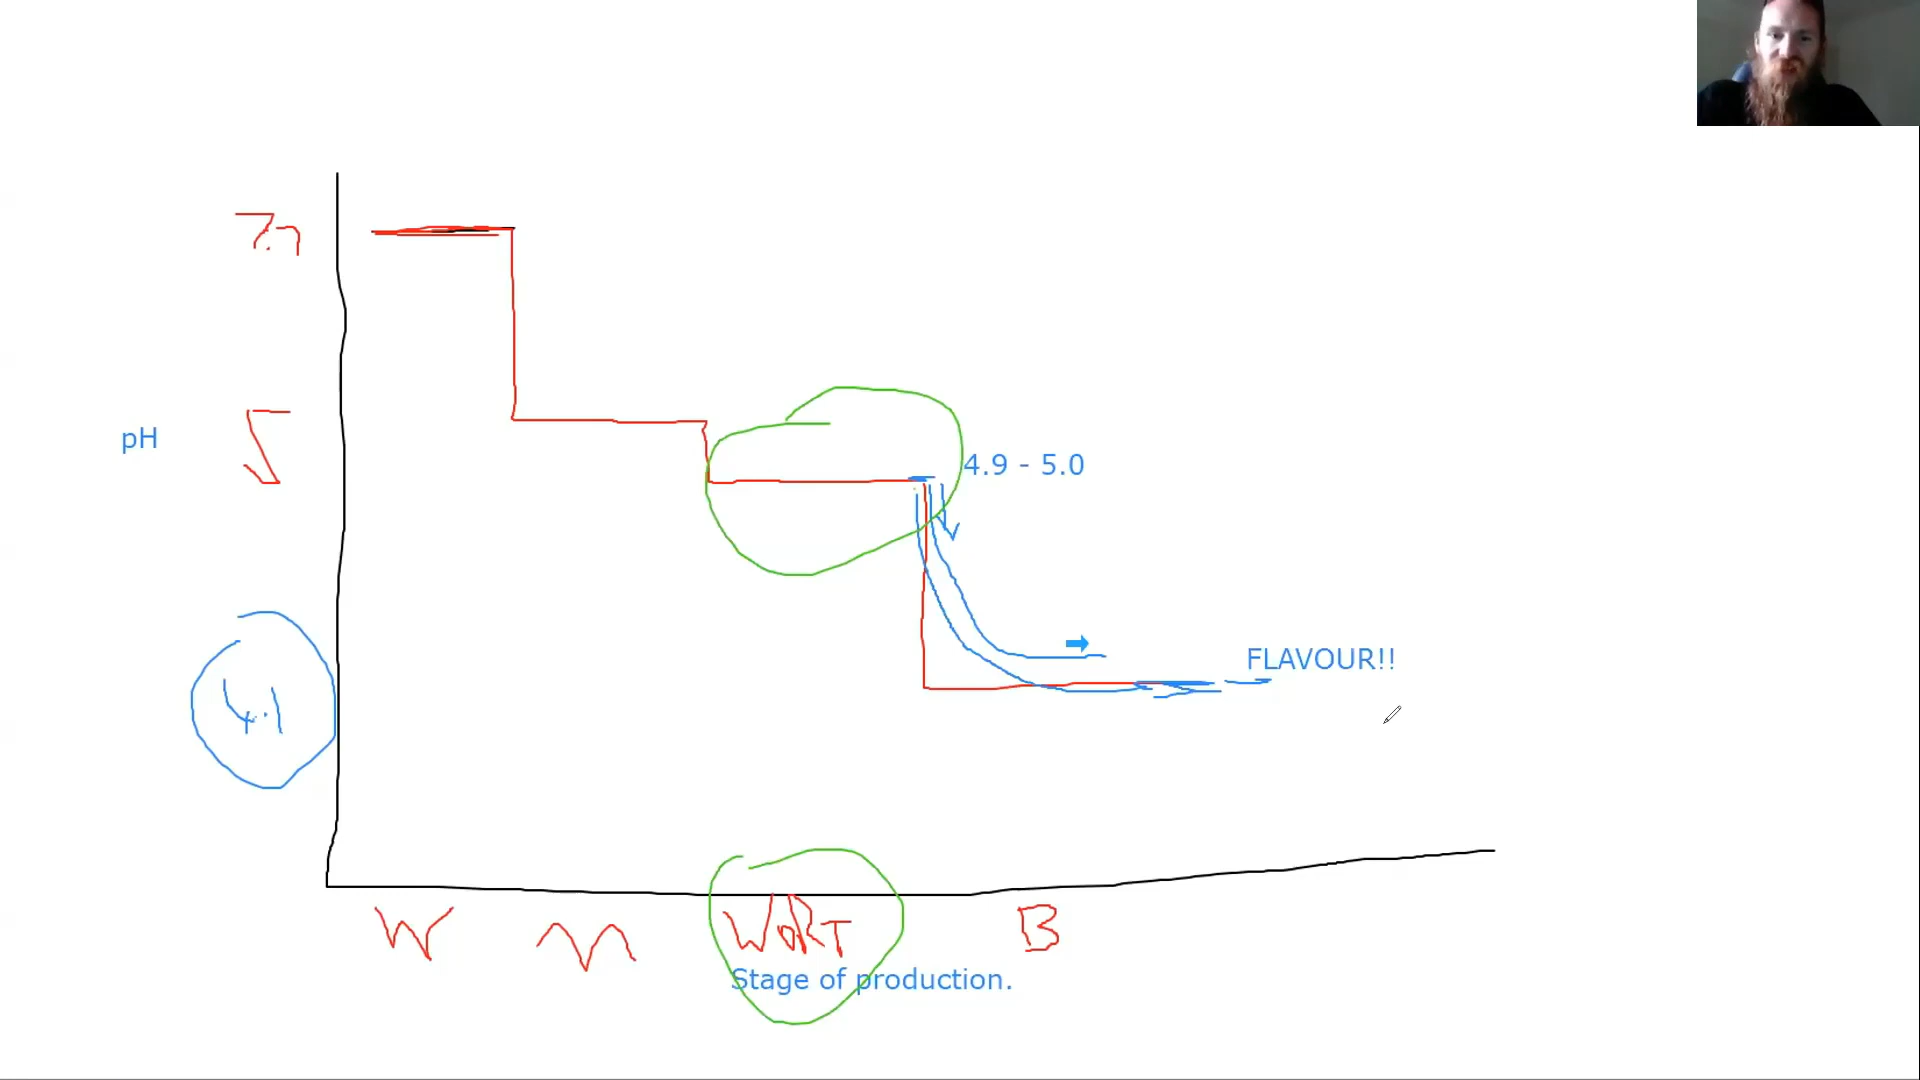 7.7
pH
5
4.9 - 5.0
FLAVOUR!!
4.1
W M WORT B
Stage of production.